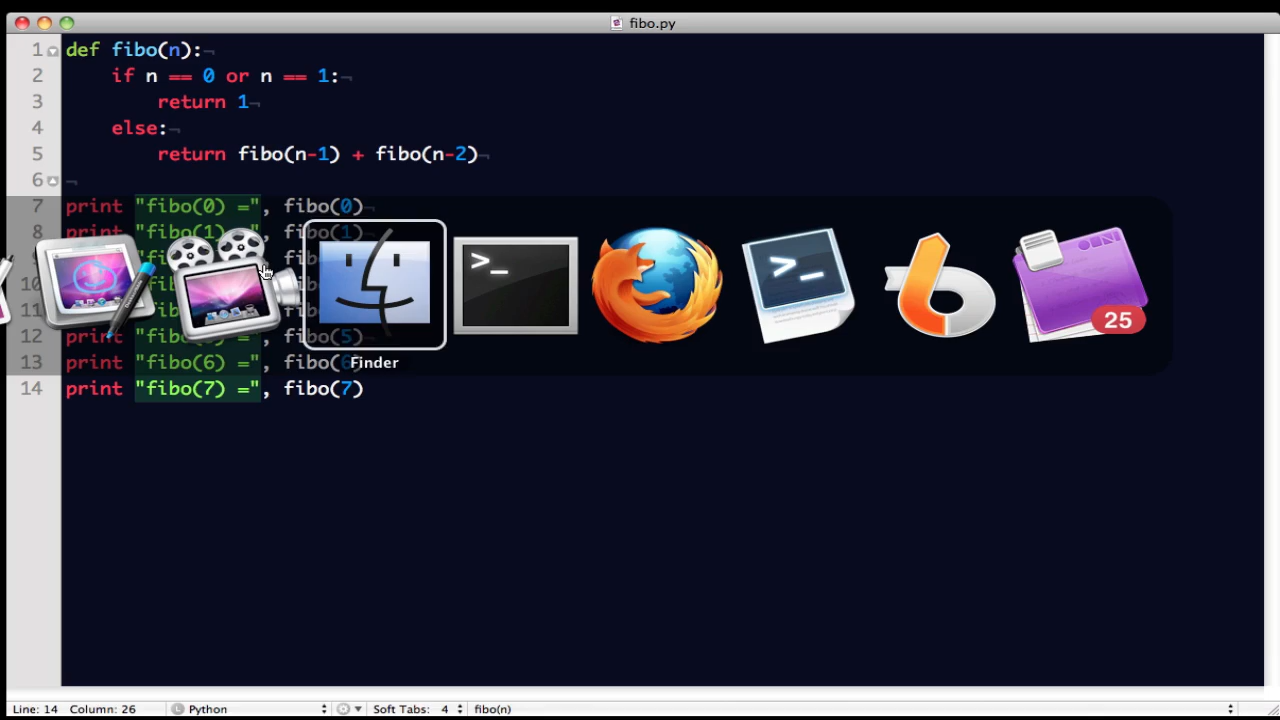 fibo.py
1 def fibo(n):¬
2 if n == 0 or n == 1:¬
3 return 1¬
4 else:¬
5 return fibo(n-1) + fibo(n-2)¬
6 ¬
7 print "fibo(0) =", fibo(0)¬
8 print "fibo(1) =", fibo(1)
10
11
12 fibo(5)
13 print "fibo(6) ="
14 print "fibo(7) =", fibo(7)
>_
>_
25
Finder
Line: 14 Column: 26 L Python Soft Tabs: 4 fibo(n)